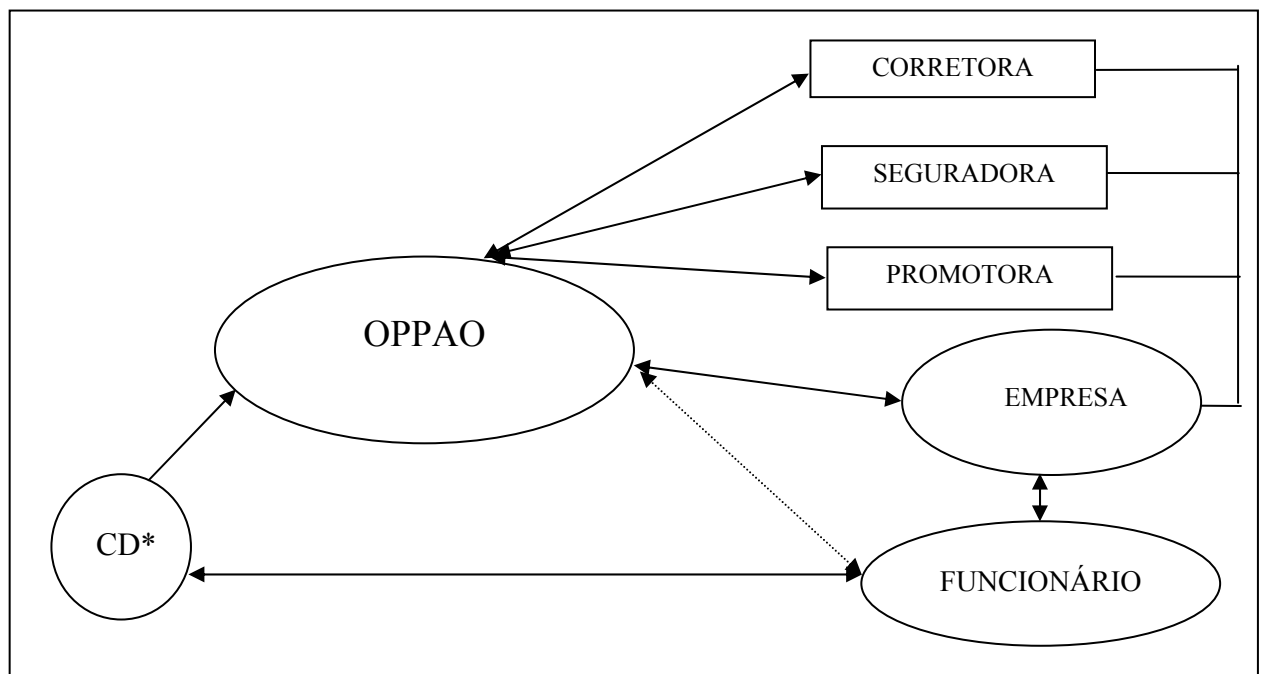 CORRETORA
SEGURADORA
PROMOTORA
OPPAO
EMPRESA
CD*
FUNCIONÁRIO